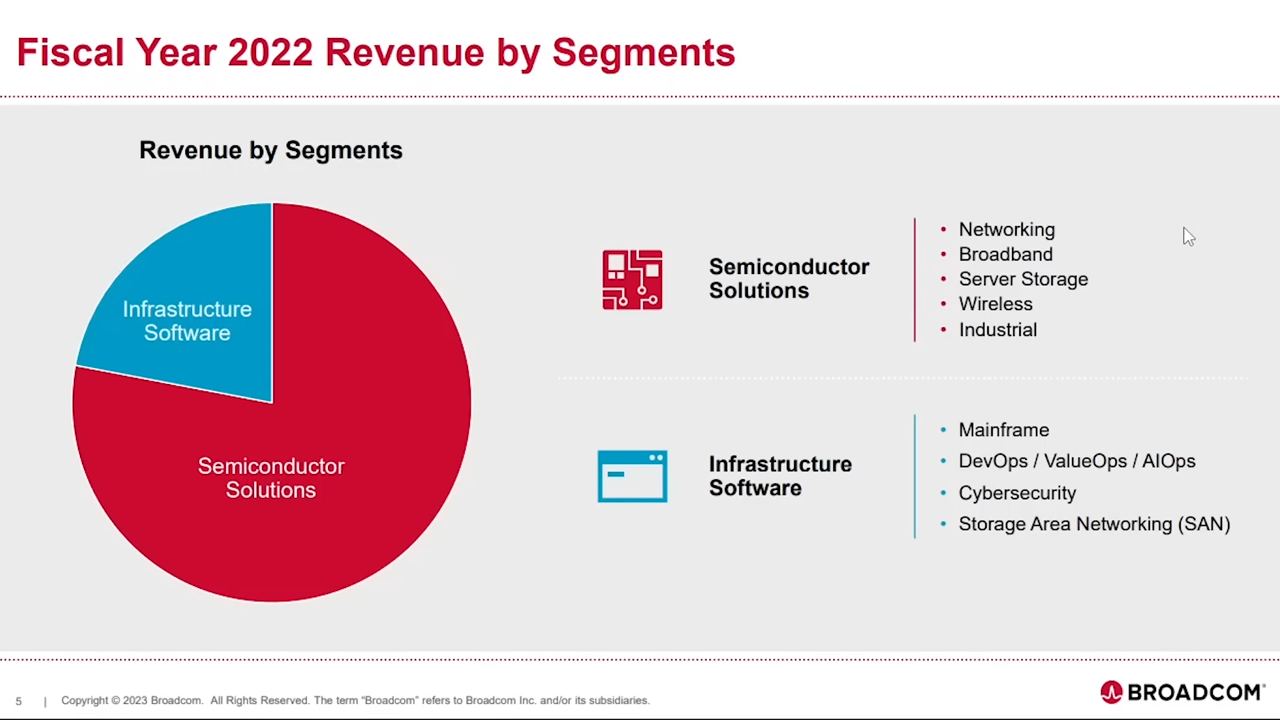 Fiscal Year 2022 Revenue by Segments
Revenue by Segments
Infrastructure
Software
Semiconductor
Solutions
Semiconductor
Solutions
• Networking
• Broadband
• Server Storage
• Wireless
• Industrial
Infrastructure
Software
• Mainframe
• DevOps / ValueOps / AIOps
• Cybersecurity
• Storage Area Networking (SAN)
5 | Copyright © 2023 Broadcom. All Rights Reserved. The term “Broadcom” refers to Broadcom Inc. and/or its subsidiaries.
BROADCOM®